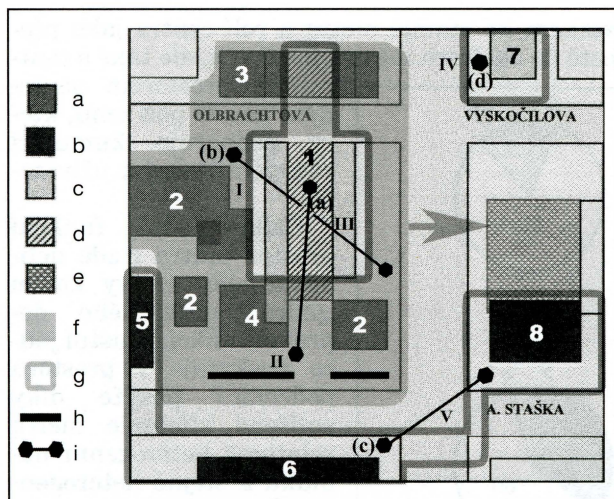 a
b
c
d
e
f
g
h
i
3
OLBRACHTOVA
IV
(d)
7
VYSKOČILOVA
(b)
1
2
I
(a)
III
2
4
2
5
II
8
V
A. STAŠKA
(c)
6